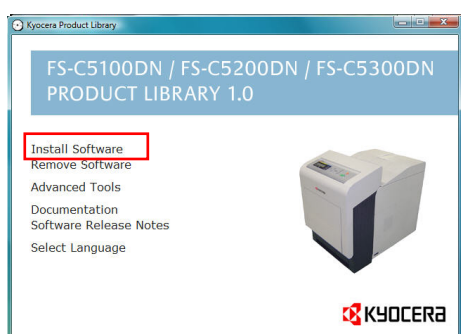 Kyocera Product Library
FS-C5100DN / FS-C5200DN / FS-C5300DN
PRODUCT LIBRARY 1.0
Install Software
Remove Software
Advanced Tools
Documentation
Software Release Notes
Select Language
KYOCERA